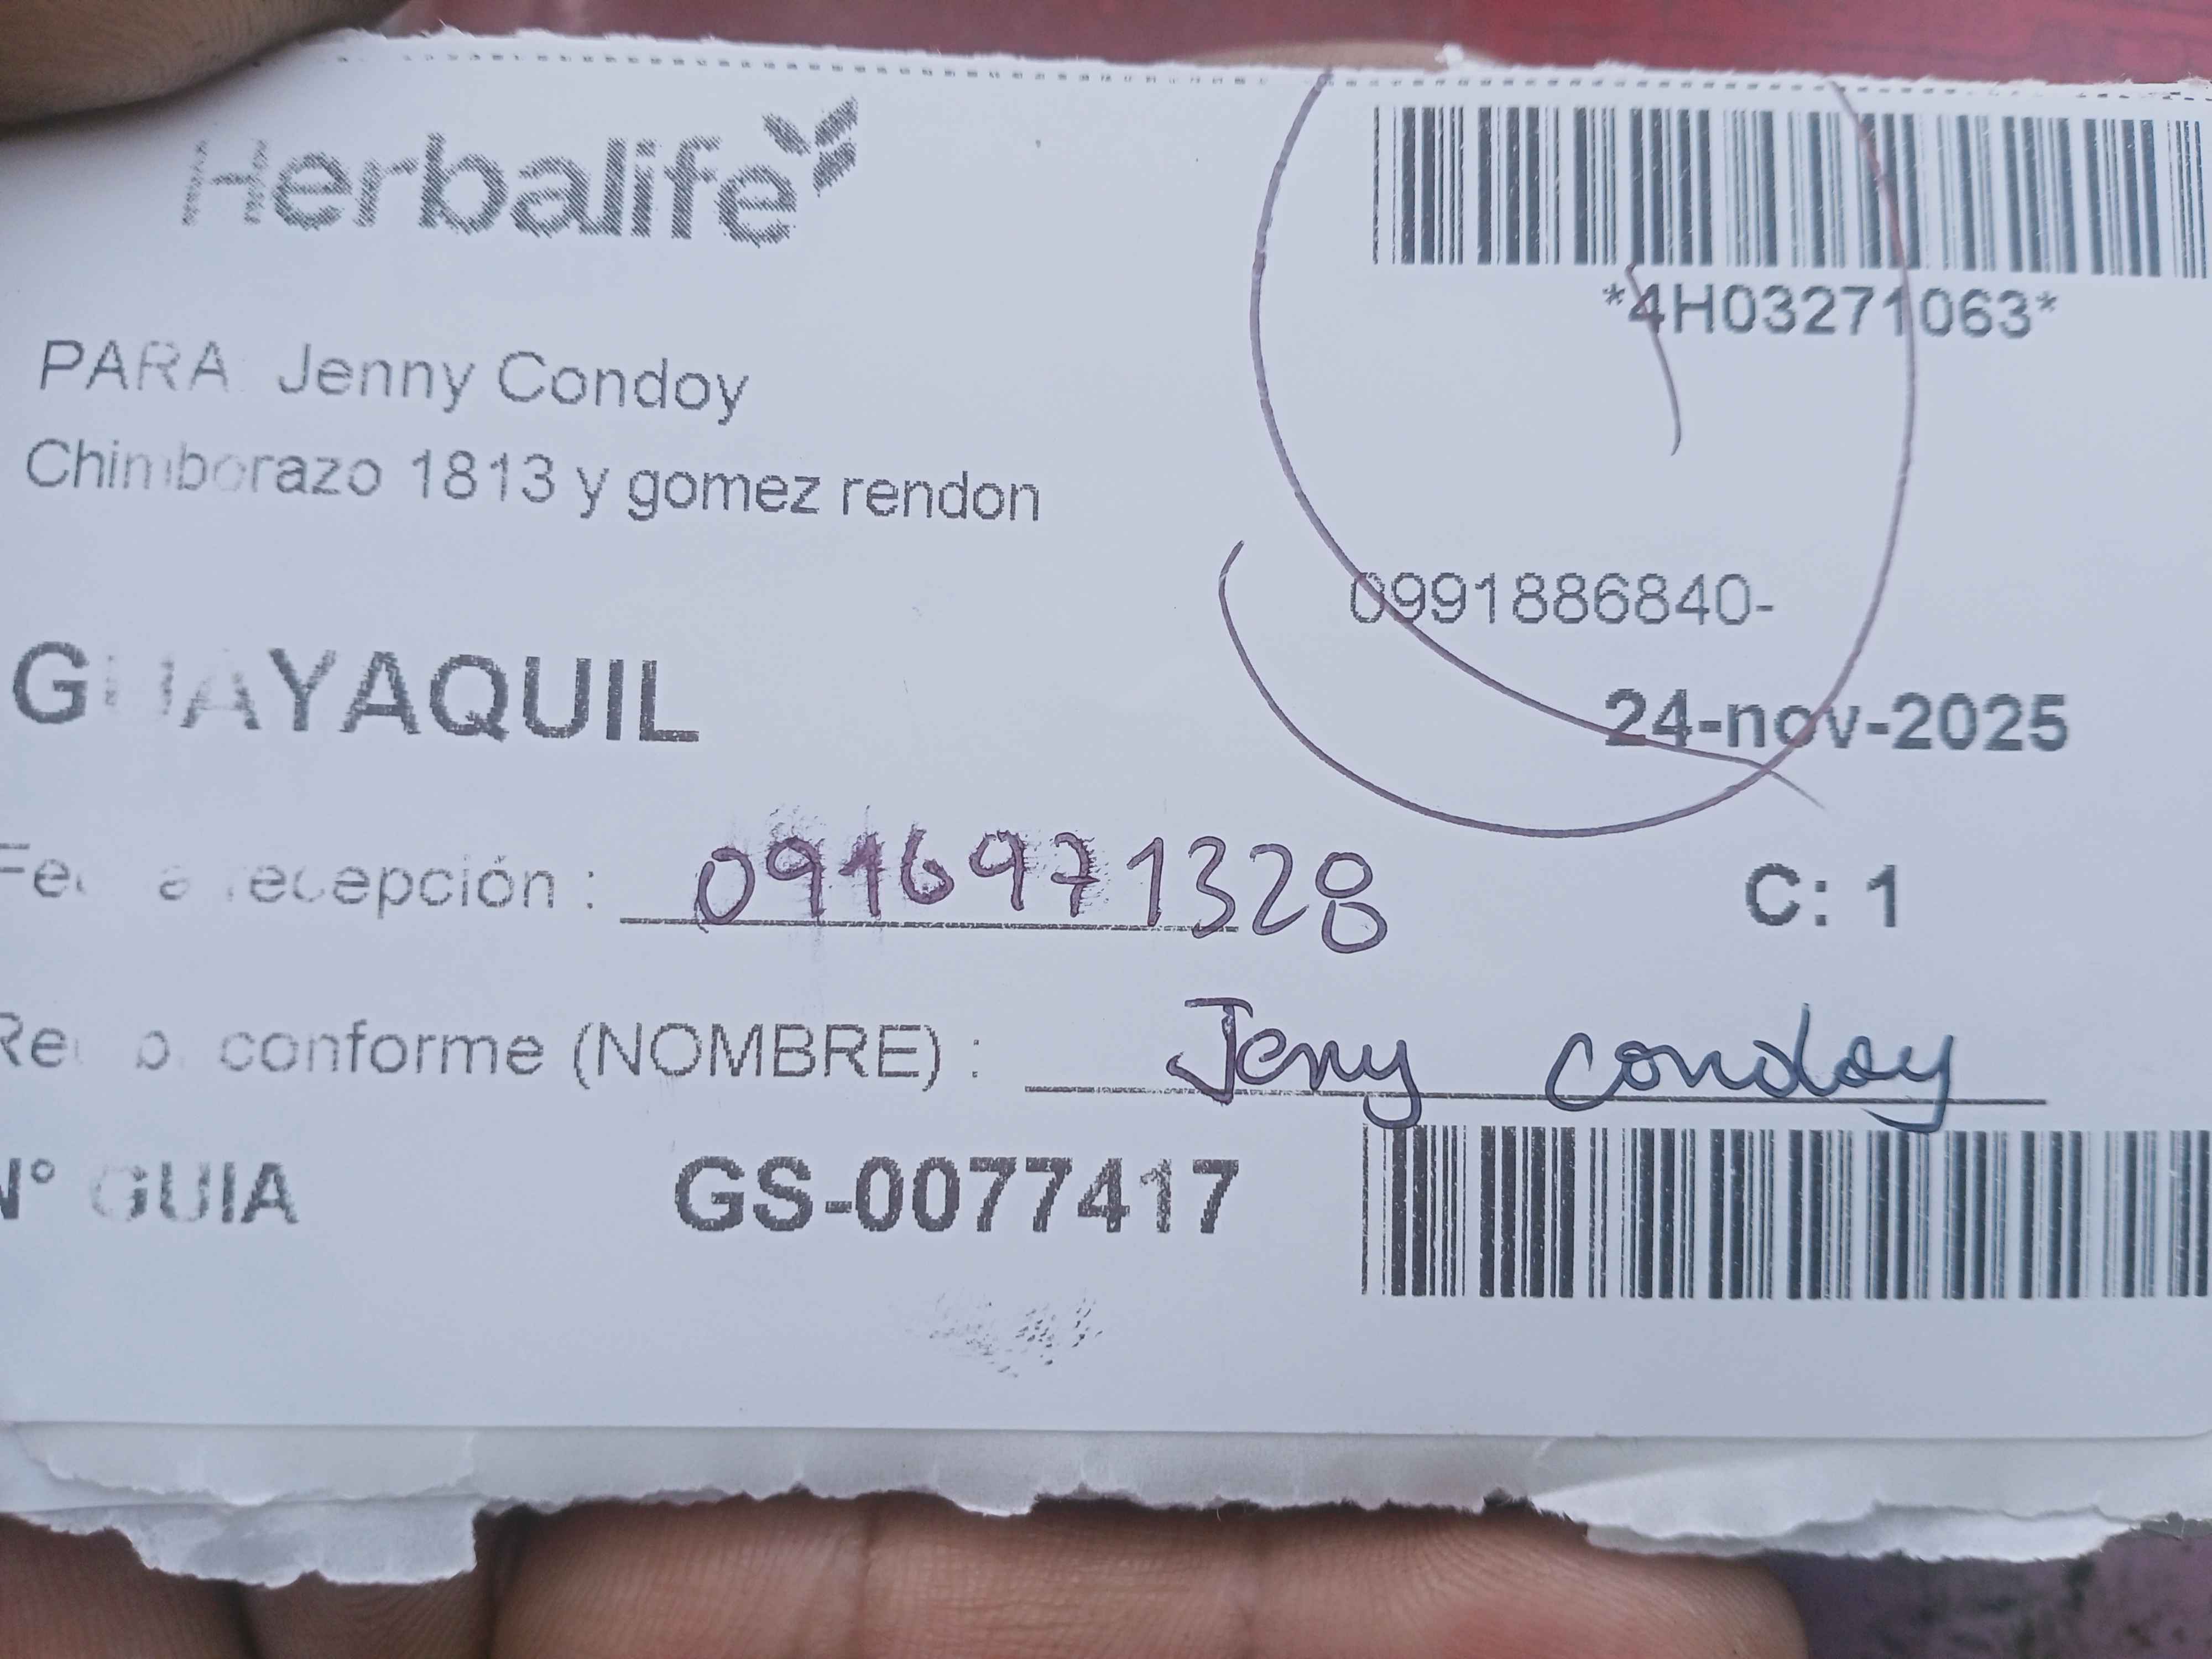 Herbalife
*4H03271063*
PARA Jenny Condoy
Chimborazo 1813 y gomez rendon
0991886840-
GUAYAQUIL
24-nov-2025
recepción : 0916971328
C: 1
conforme (NOMBRE) : Jeny condoy
N° GUIA GS-0077417